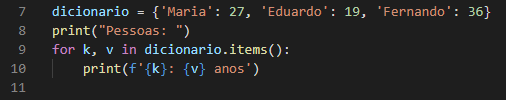 7 dicionario = {'Maria': 27, 'Eduardo': 19, 'Fernando': 36}
8 print("Pessoas: ")
9 for k, v in dicionario.items():
10     print(f'{k}: {v} anos')
11